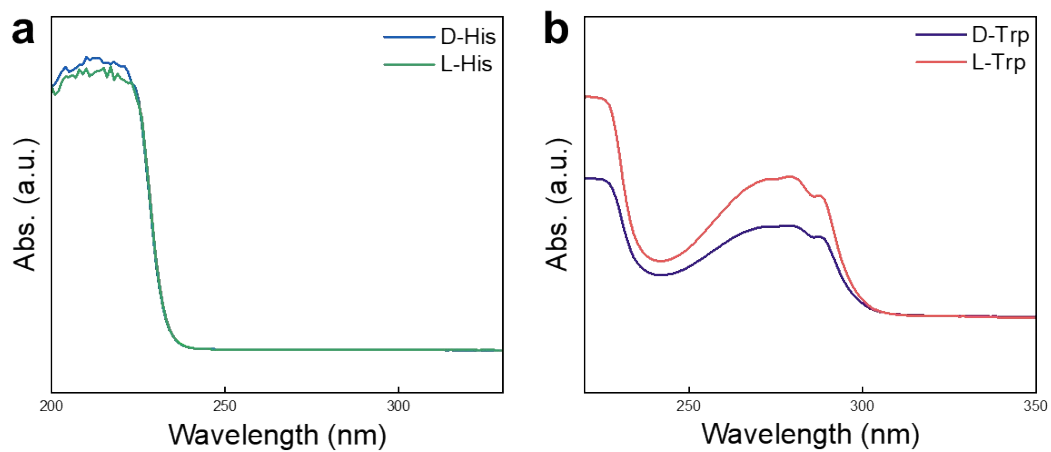 a
D-His
L-His
Abs. (a.u.)
200
250
300
Wavelength (nm)
b
D-Trp
L-Trp
Abs. (a.u.)
250
300
350
Wavelength (nm)